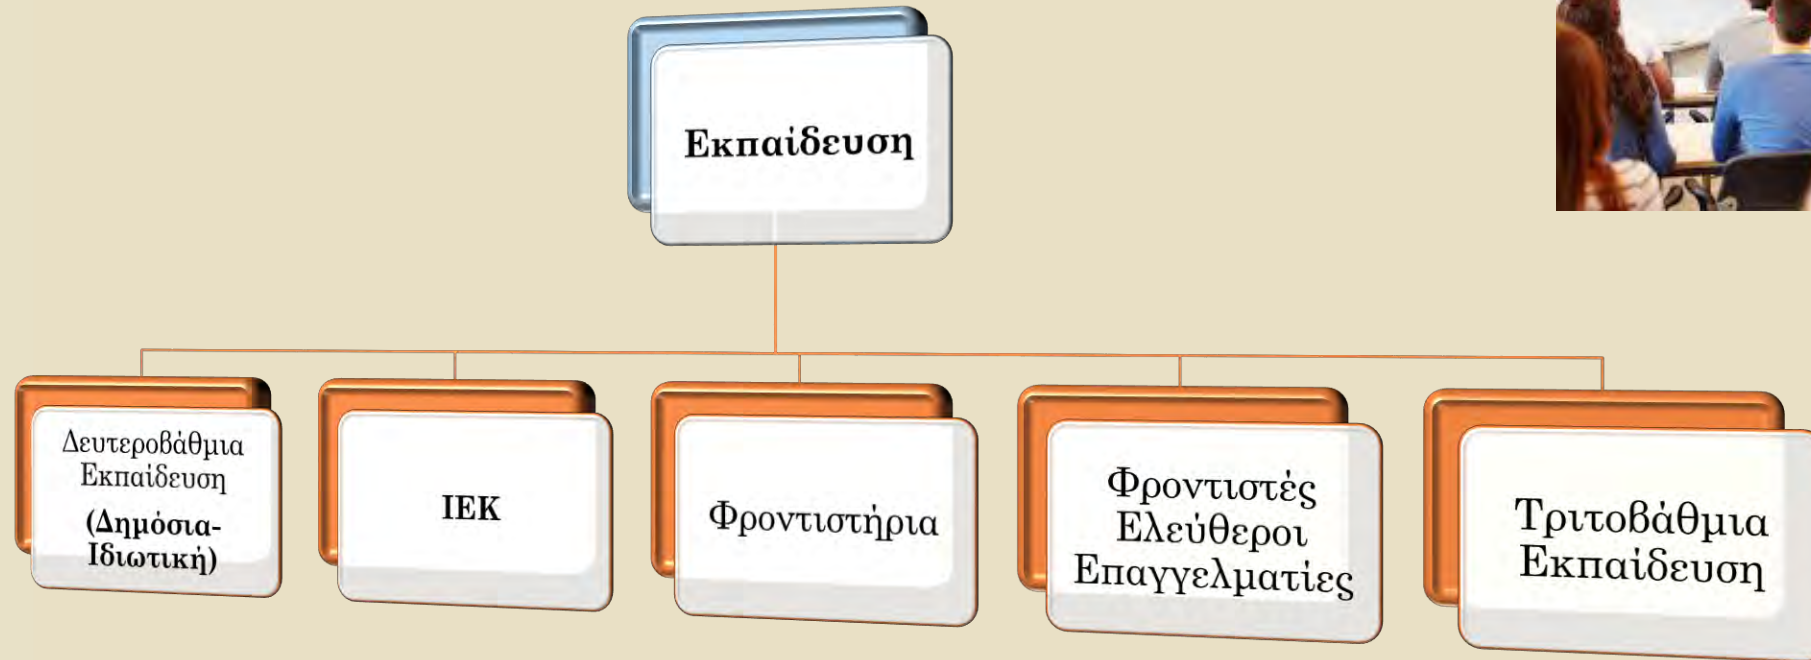 Εκπαίδευση
Δευτεροβάθμια
Εκπαίδευση
(Δημόσια-
Ιδιωτική)
ΙΕΚ
Φροντιστήρια
Φροντιστές
Ελεύθεροι
Επαγγελματίες
Τριτοβάθμια
Εκπαίδευση